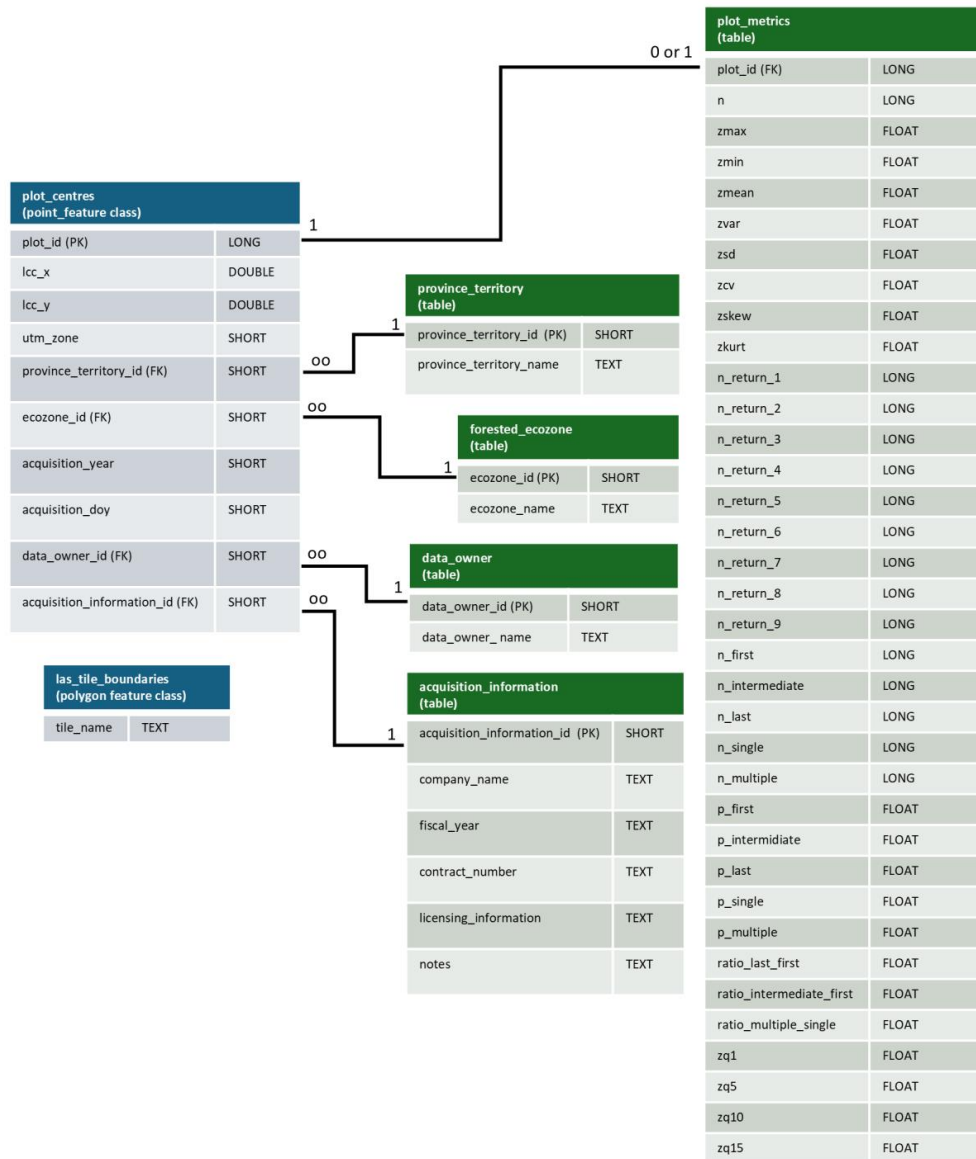 plot_metrics
(table)
plot_id (FK) LONG
n LONG
zmax FLOAT
zmin FLOAT
zmean FLOAT
zvar FLOAT
zsd FLOAT
zcv FLOAT
zskew FLOAT
zkurt FLOAT
n_return_1 LONG
n_return_2 LONG
n_return_3 LONG
n_return_4 LONG
n_return_5 LONG
n_return_6 LONG
n_return_7 LONG
n_return_8 LONG
n_return_9 LONG
n_first LONG
n_intermediate LONG
n_last LONG
n_single LONG
n_multiple LONG
p_first FLOAT
p_intermidiate FLOAT
p_last FLOAT
p_single FLOAT
p_multiple FLOAT
ratio_last_first FLOAT
ratio_intermediate_first FLOAT
ratio_multiple_single FLOAT
zq1 FLOAT
zq5 FLOAT
zq10 FLOAT
zq15 FLOAT
0 or 1
plot_centres
(point_feature class)
plot_id (PK) LONG
lcc_x DOUBLE
lcc_y DOUBLE
utm_zone SHORT
province_territory_id (FK) SHORT
ecozone_id (FK) SHORT
acquisition_year SHORT
acquisition_doy SHORT
data_owner_id (FK) SHORT
acquisition_information_id (FK) SHORT
1
oo
oo
oo
oo
las_tile_boundaries
(polygon feature class)
tile_name TEXT
province_territory
(table)
1
province_territory_id (PK) SHORT
province_territory_name TEXT
forested_ecozone
(table)
1
ecozone_id (PK) SHORT
ecozone_name TEXT
data_owner
(table)
1
data_owner_id (PK) SHORT
data_owner_ name TEXT
acquisition_information
(table)
1
acquisition_information_id (PK) SHORT
company_name TEXT
fiscal_year TEXT
contract_number TEXT
licensing_information TEXT
notes TEXT